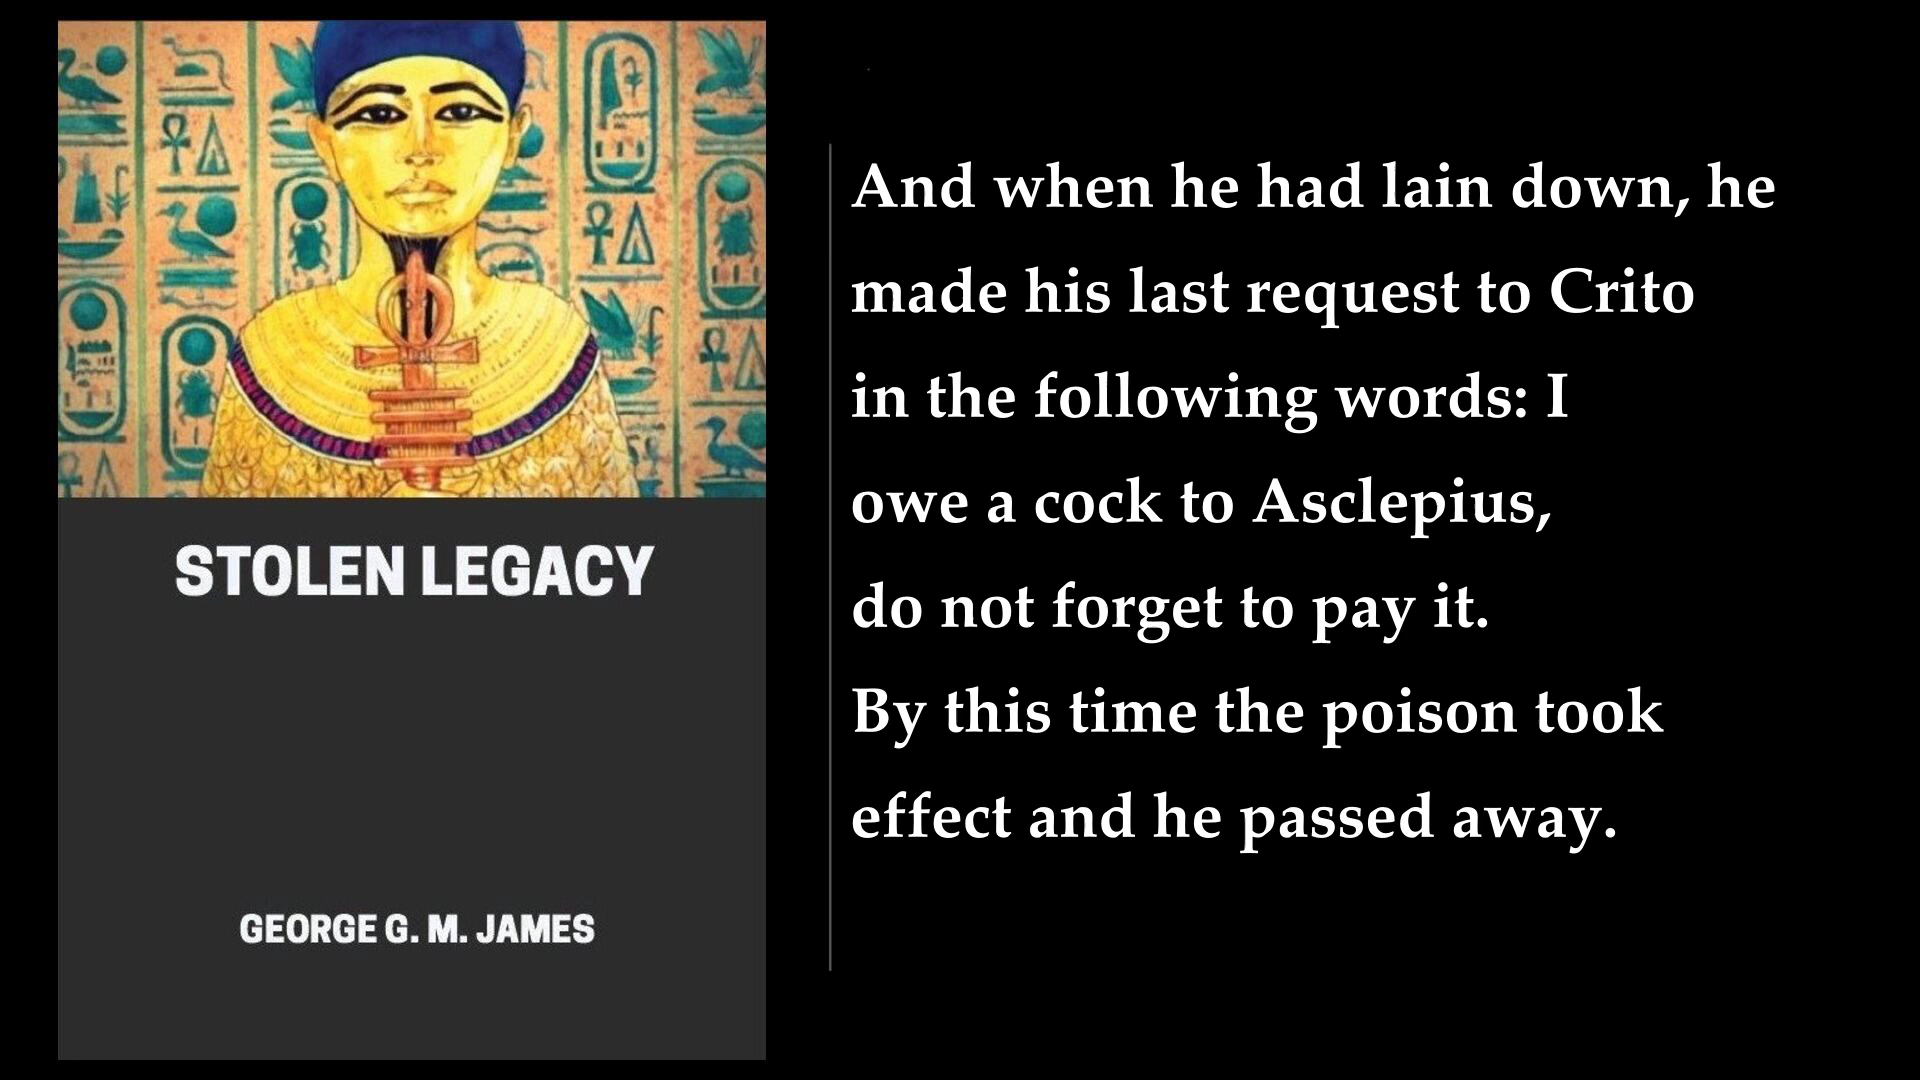 STOLEN LEGACY
GEORGE G. M. JAMES
And when he had lain down, he
made his last request to Crito
in the following words: I
owe a cock to Asclepius,
do not forget to pay it.
By this time the poison took
effect and he passed away.